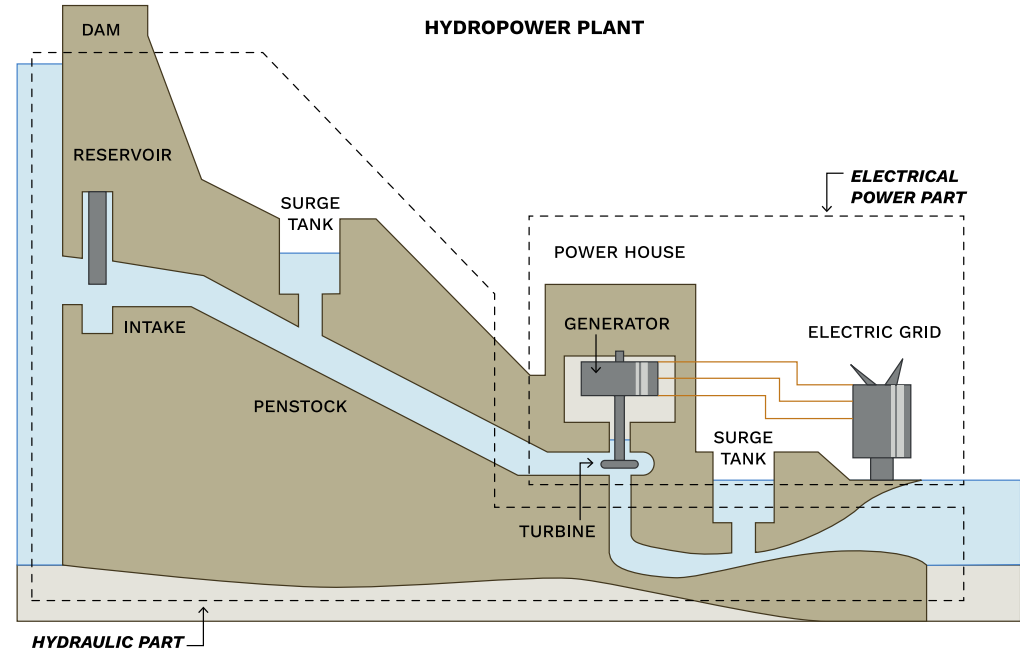 HYDROPOWER PLANT
DAM
RESERVOIR
SURGE
TANK
ELECTRICAL
POWER PART
POWER HOUSE
GENERATOR
ELECTRIC GRID
INTAKE
PENSTOCK
SURGE
TANK
TURBINE
HYDRAULIC PART